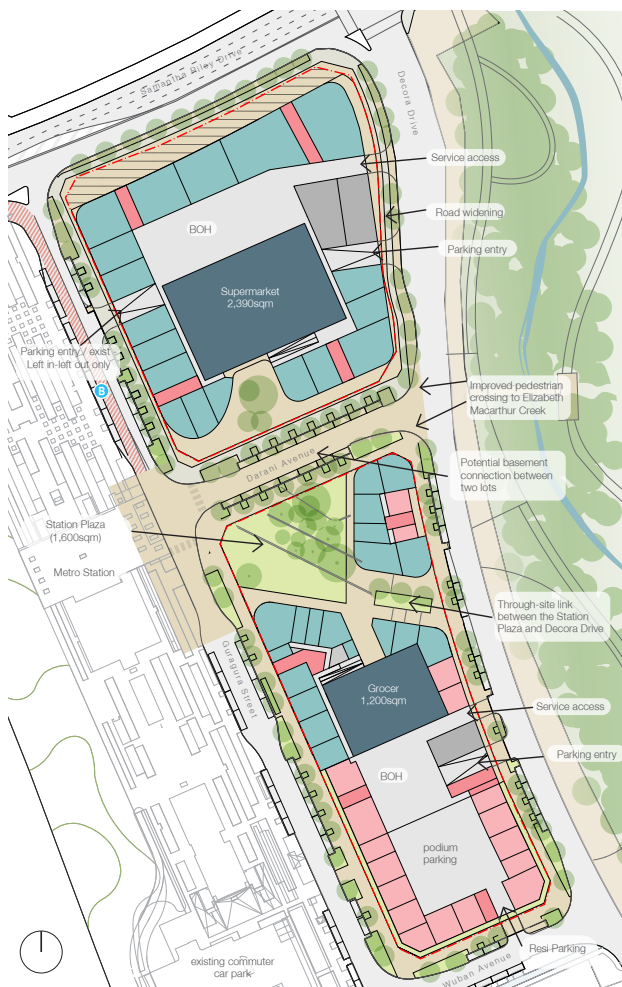 Samantha Riley Drive
Decora Drive
Service access
Road widening
BOH
Parking entry
Supermarket
2,390sqm
Parking entry / exist -
Left in-left out only
B
Improved pedestrian
crossing to Elizabeth
Macarthur Creek
Dafani Avenue
Potential basement
connection between
two lots
Station Plaza
(1,600sqm)
Metro Station
Through-site link
between the Station
Plaza and Decora Drive
Guragura Street
Grocer
1,200sqm
Service access
Parking entry
BOH
podium
parking
Resi Parking
existing commuter
car park
Wuban Avenue